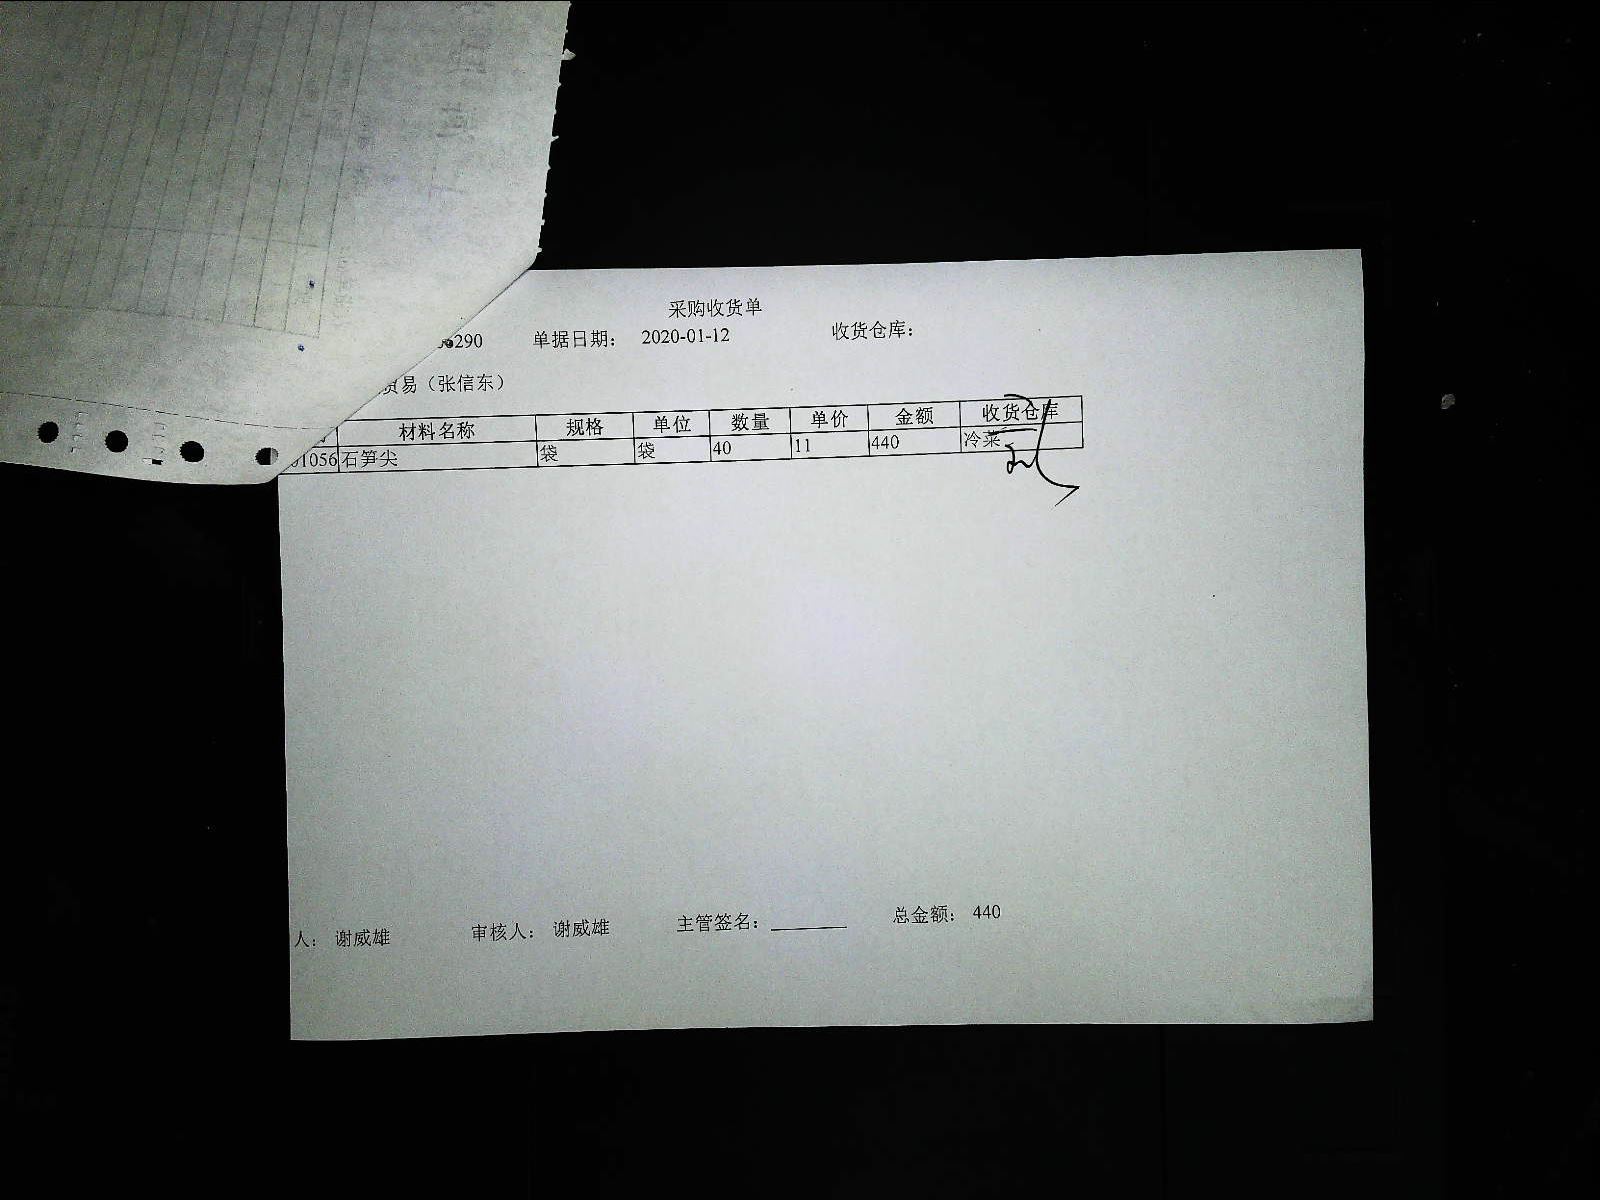 采购收货单
290 单据日期： 2020-01-12 收货仓库：
贸易（张信东）
材料名称 规格 单位 数量 单价 金额 收货仓库
01056 石笋尖 袋 袋 40 11 440 冷菜
人： 谢威雄 审核人： 谢威雄 主管签名： 总金额： 440